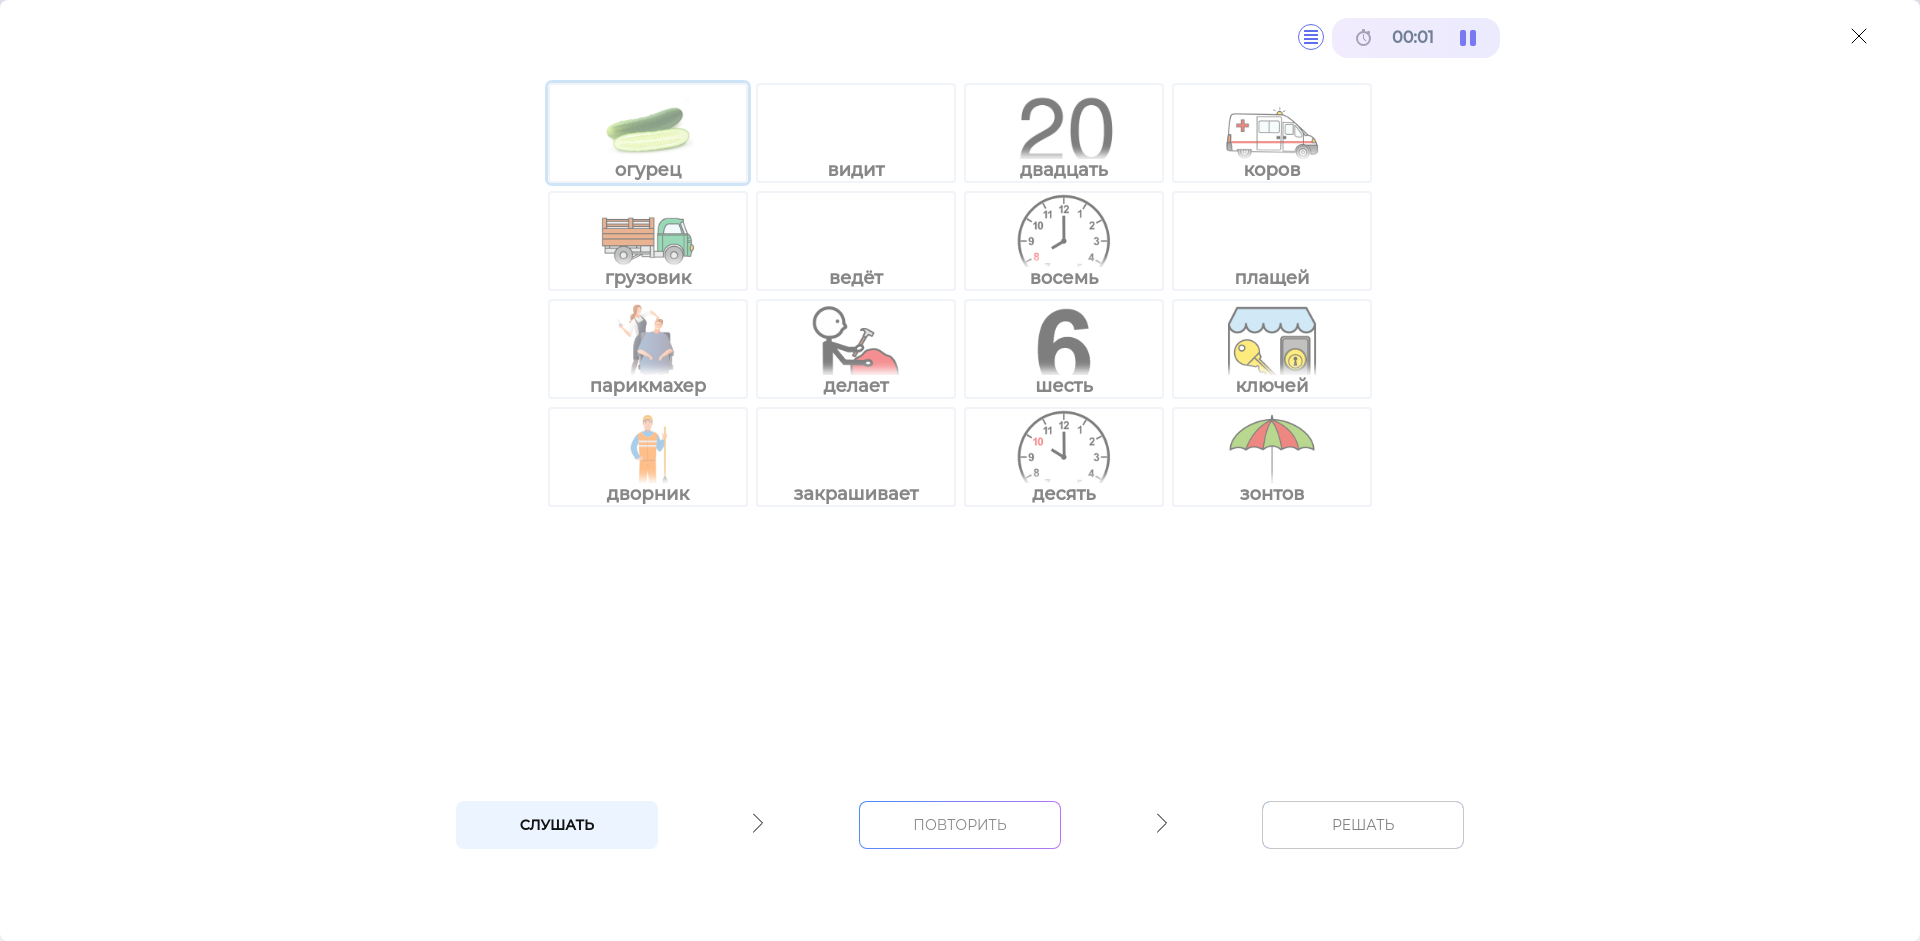 00:01
огурец
видит
20
двадцать
коров
грузовик
ведёт
12
11 1
10 2
9 3
8 4
восемь
плащей
парикмахер
делает
6
шесть
ключей
дворник
закрашивает
12
11 1
10 2
9 3
8 4
десять
зонтов
СЛУШАТЬ
ПОВТОРИТЬ
РЕШАТЬ